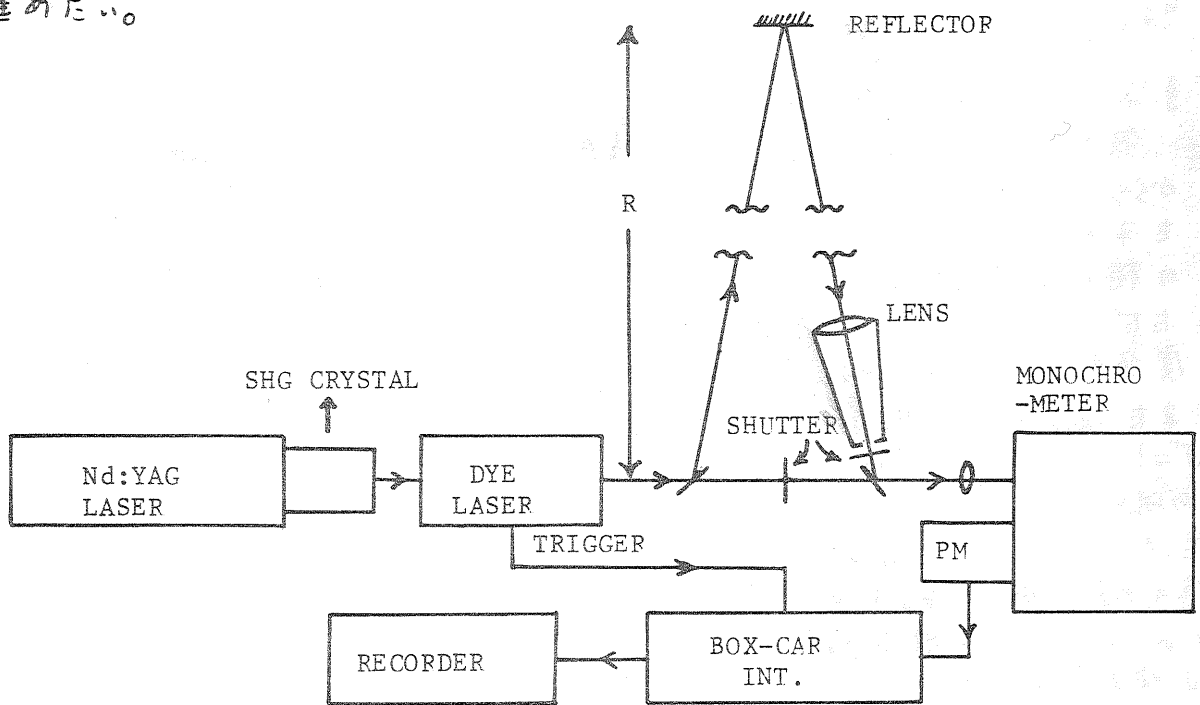 進めたい。
REFLECTOR
R
LENS
SHG CRYSTAL
MONOCHRO
-METER
SHUTTER
Nd:YAG
LASER
DYE
LASER
TRIGGER
PM
RECORDER
BOX-CAR
INT.